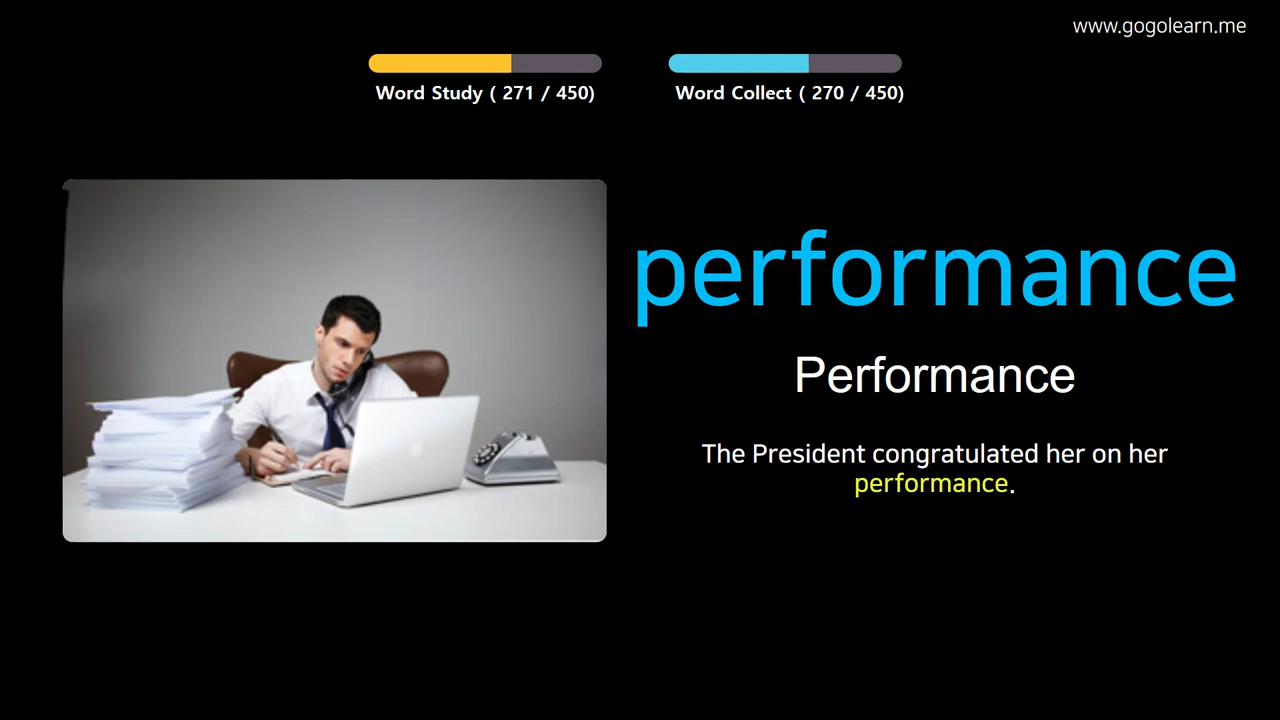 www.gogolearn.me
Word Study ( 271 / 450)
Word Collect ( 270 / 450)
performance
Performance
The President congratulated her on her
performance.